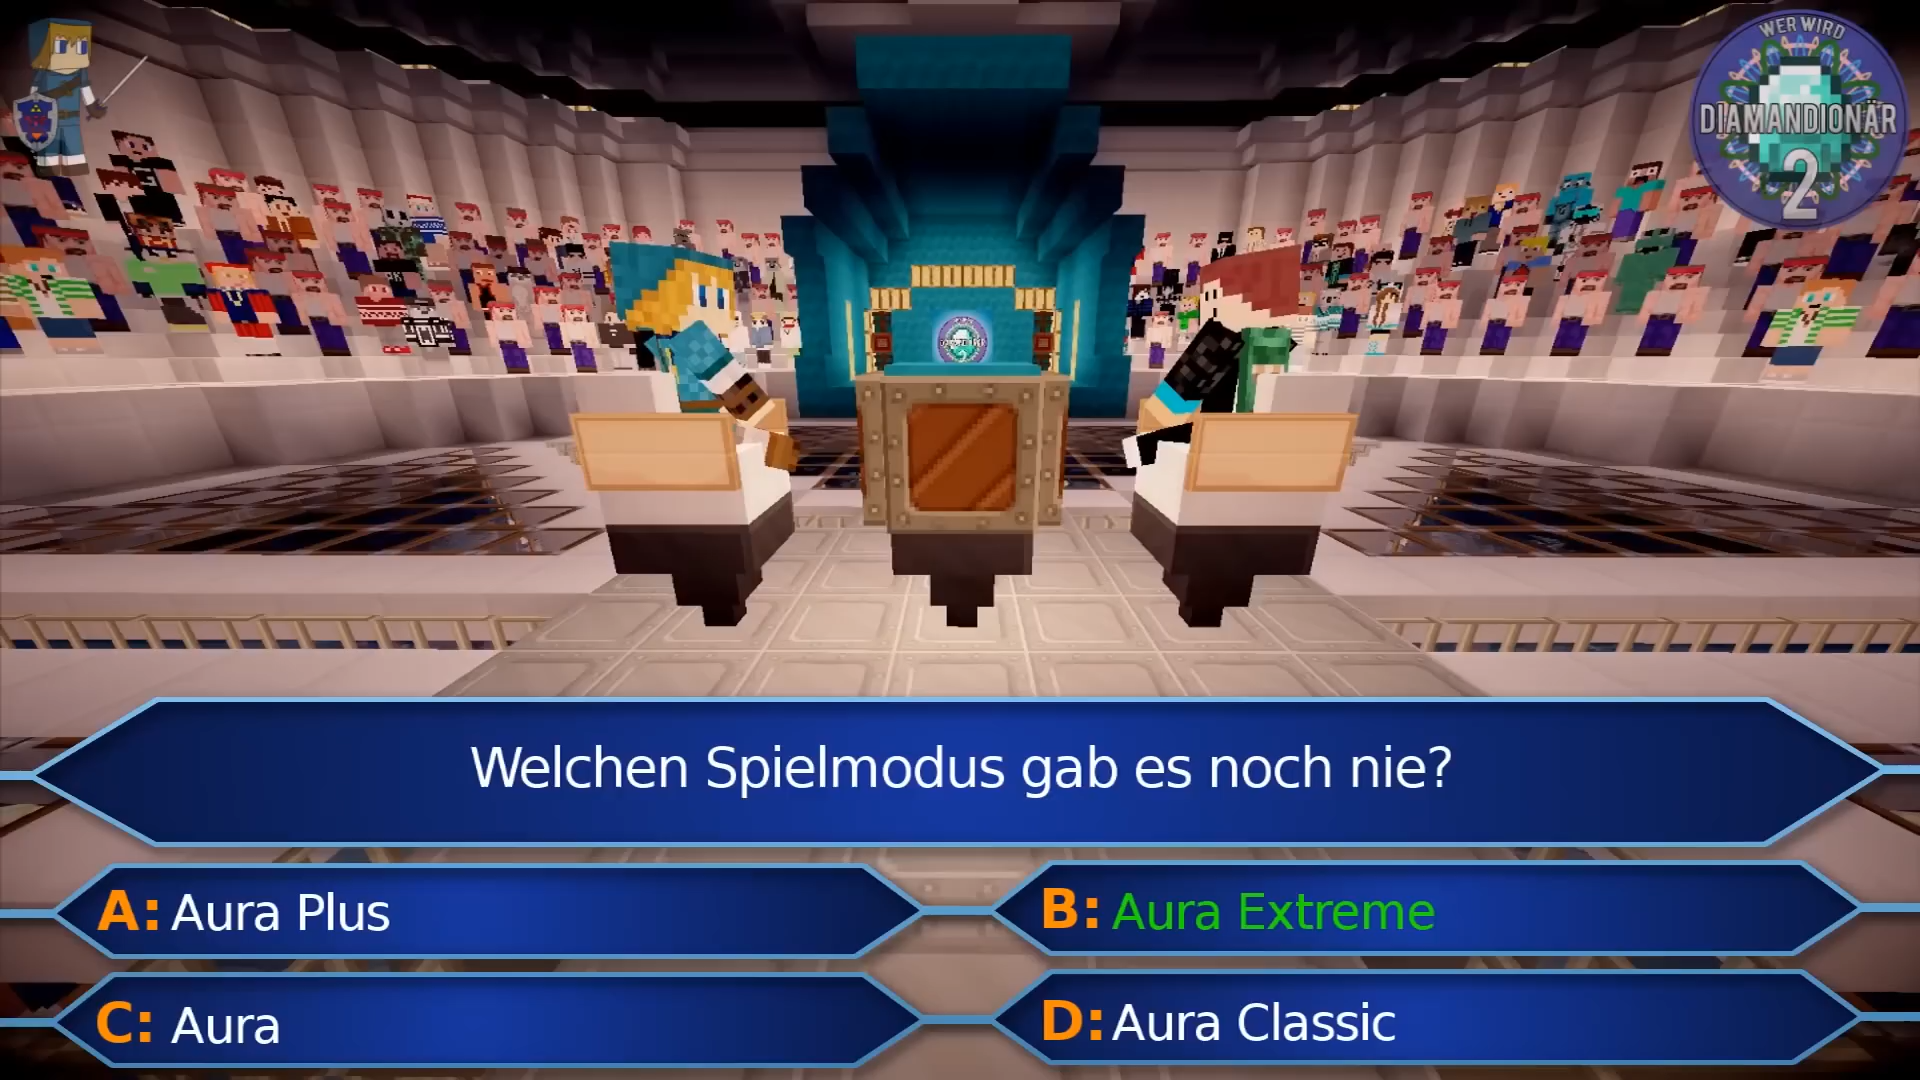 WER WIRD
DIAMANDIONÄR
2
Welchen Spielmodus gab es noch nie?
A: Aura Plus
B: Aura Extreme
C: Aura
D: Aura Classic